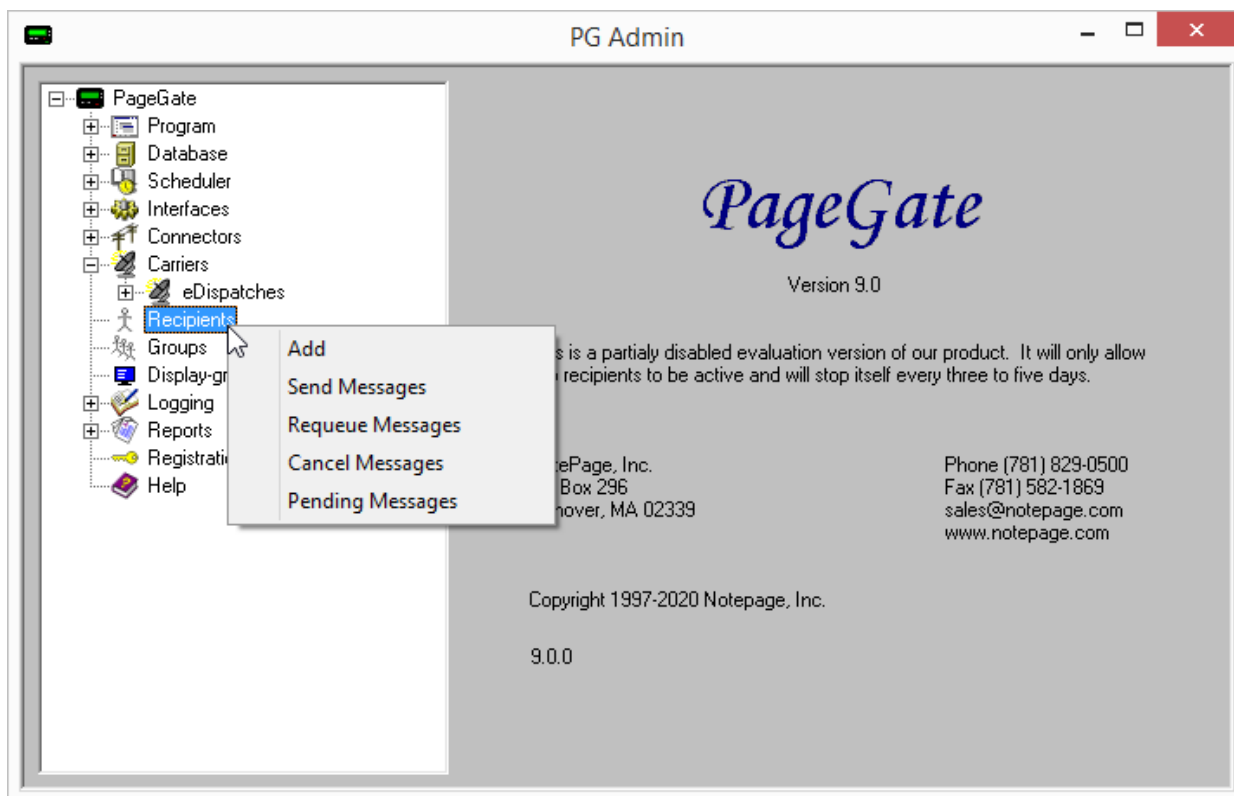 PG Admin
PageGate
Program
Database
Scheduler
Interfaces
Connectors
Carriers
eDispatches
Recipients
Groups
Display-gr
Logging
Reports
Registrati
Help
Add
Send Messages
Requeue Messages
Cancel Messages
Pending Messages
PageGate
Version 9.0
s is a partialy disabled evaluation version of our product. It will only allow
recipients to be active and will stop itself every three to five days.
ePage, Inc.
Box 296
nover, MA 02339
Phone (781) 829-0500
Fax (781) 582-1869
sales@notepage.com
www.notepage.com
Copyright 1997-2020 Notepage, Inc.
9.0.0